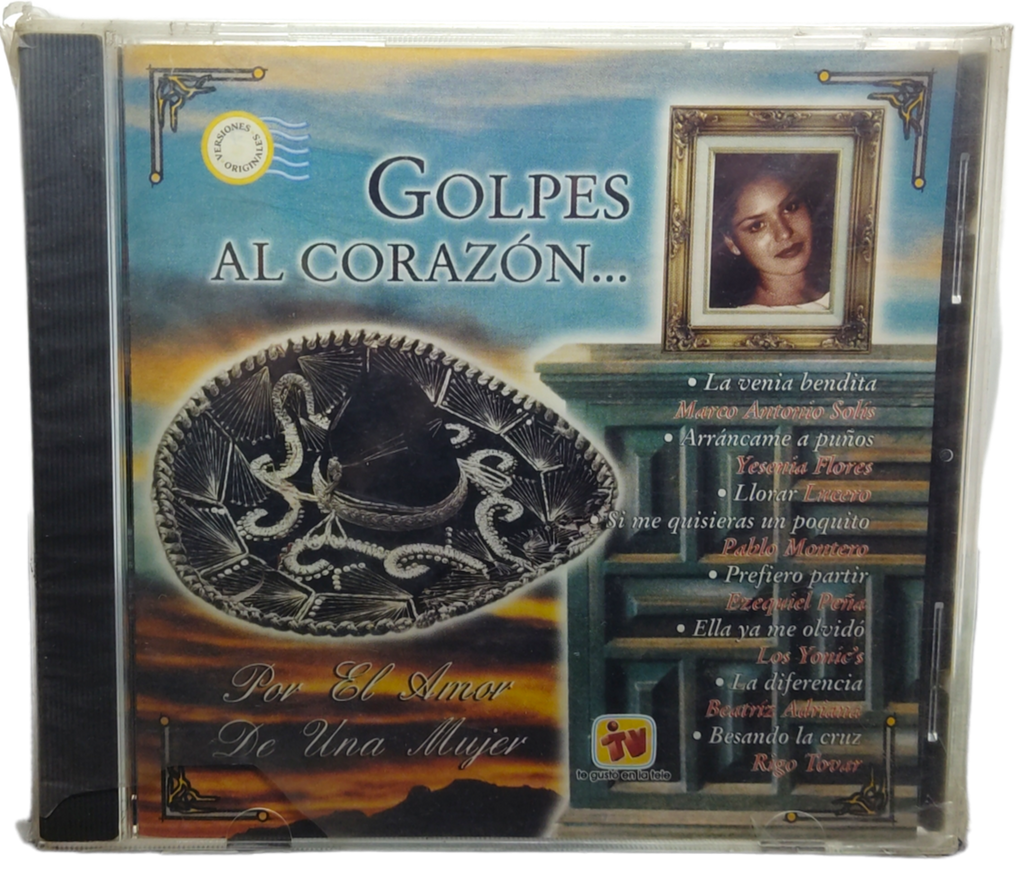 VERSIONES ORIGINALES
GOLPES
AL CORAZÓN...
• La venia bendita
Marco Antonio Solís
• Arráncame a puños
Yesenia Flores
• Llorar Lucero
• Si me quisieras un poquito
Pablo Montero
• Prefiero partir
Ezequiel Peña
• Ella ya me olvidó
Los Yonic's
• La diferencia
Beatríz Adriana
• Besando la cruz
Rigo Tovar
Por El Amor
De Una Mujer
TV
te gustó en la tele